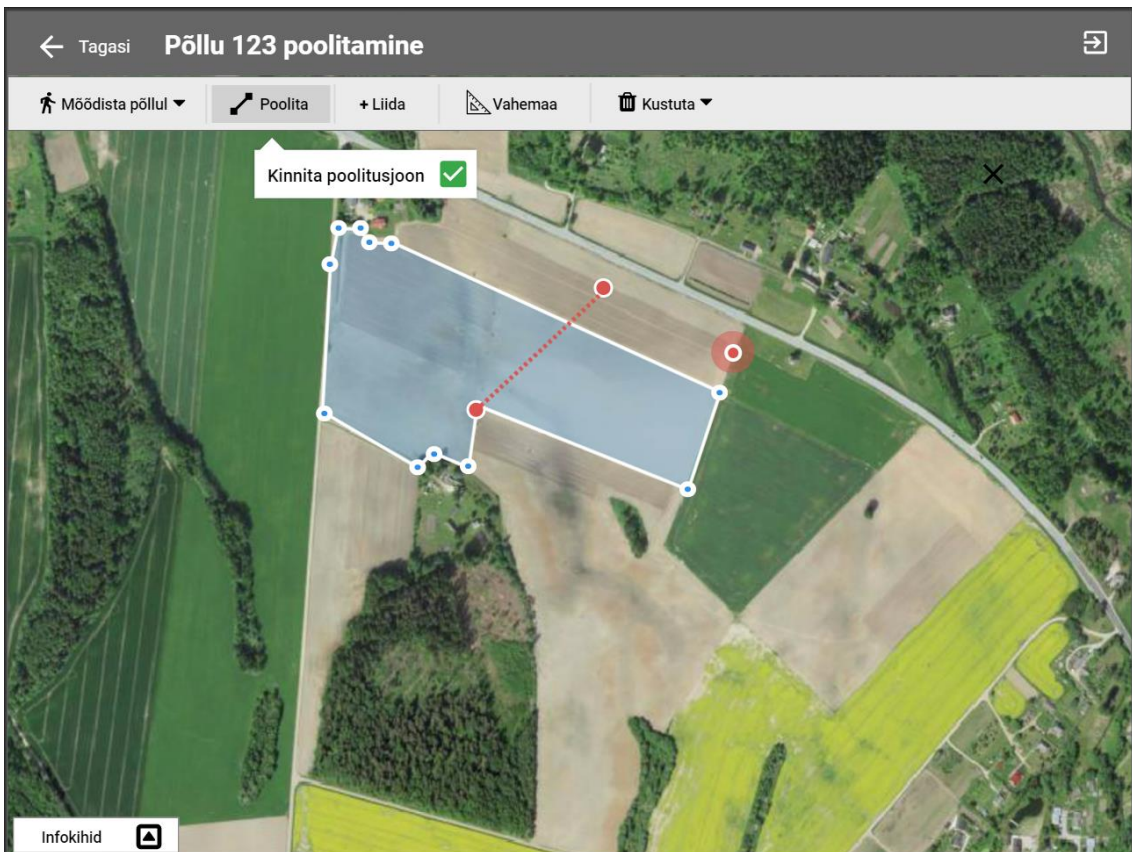 Tagasi Põllu 123 poolitamine
Mõõdista põllul Poolita + Liida Vahemaa Kustuta
Kinnita poolitusjoon
Infokihid